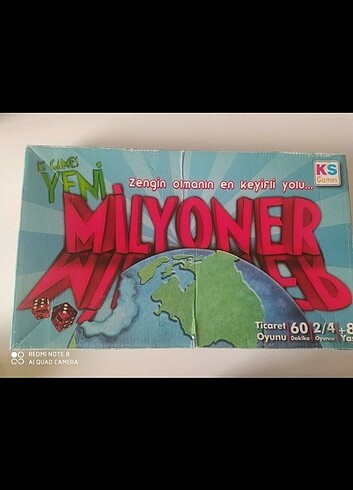 KS GAMES
YENİ
KS
Games
Zengin olmanın en keyifli yolu...
MİLYONER
Ticaret
Oyunu
60
Dakika
2/4
Oyuncu
+8
Yaş
REDMI NOTE 8
AI QUAD CAMERA